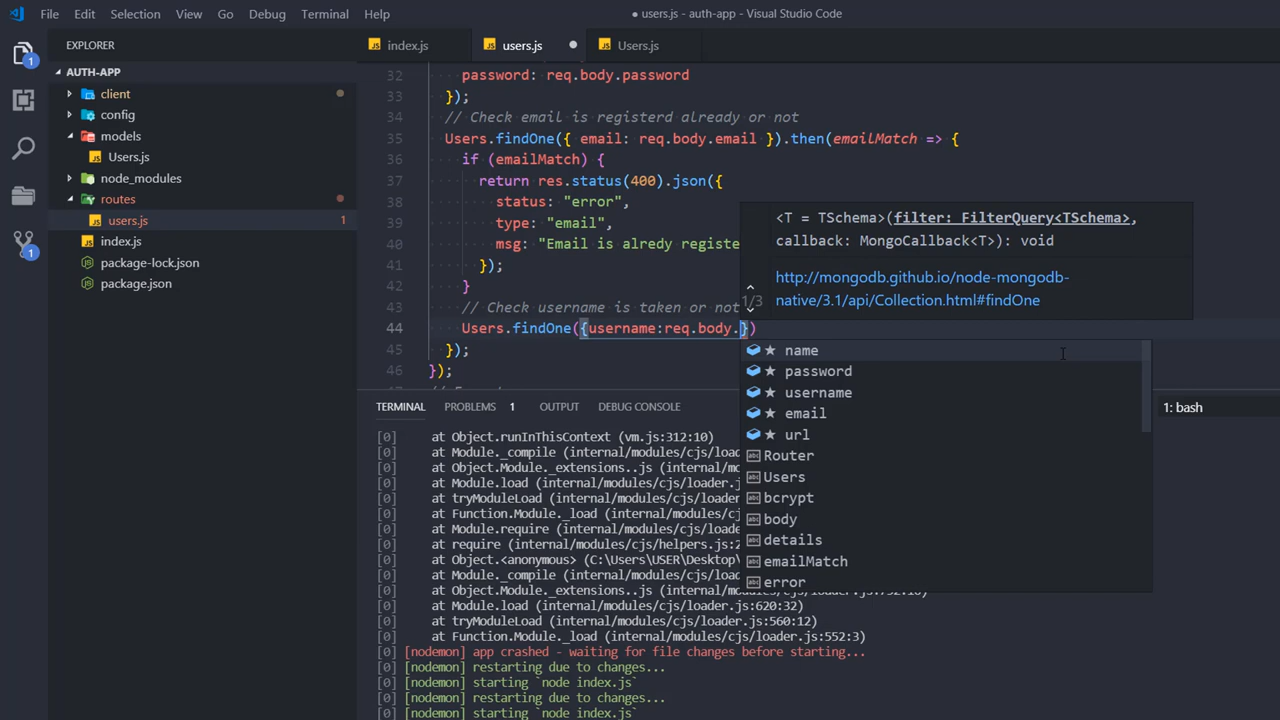 File Edit Selection View Go Debug Terminal Help
● users.js - auth-app - Visual Studio Code
EXPLORER
AUTH-APP
client
config
models
Users.js
node_modules
routes
users.js 1
index.js
package-lock.json
package.json
1
1
index.js
users.js
Users.js
32 password: req.body.password
33 });
34 // Check email is registerd already or not
35 Users.findOne({ email: req.body.email }).then(emailMatch => {
36 if (emailMatch) {
37 return res.status(400).json({
38 status: "error",
39 type: "email",
40 msg: "Email is alredy registe
41 });
42 }
43 // Check username is taken or not
44 Users.findOne({username:req.body.})
45 });
46 });
<T = TSchema>(filter: FilterQuery<TSchema>,
callback: MongoCallback<T>): void
http://mongodb.github.io/node-mongodb-
native/3.1/api/Collection.html#findOne
1/3
name
password
username
email
url
Router
Users
bcrypt
body
details
emailMatch
error
TERMINAL PROBLEMS 1 OUTPUT DEBUG CONSOLE
1: bash
[0] at Object.runInThisContext (vm.js:312:10)
[0] at Module._compile (internal/modules/cjs/loader
[0] at Object.Module._extensions..js (internal/modu
[0] at Module.load (internal/modules/cjs/loader.js:
[0] at tryModuleLoad (internal/modules/cjs/loader.j
[0] at Function.Module._load (internal/modules/cjs/
[0] at Module.require (internal/modules/cjs/loader.
[0] at require (internal/modules/cjs/helpers.js:2
[0] at Object.<anonymous> (C:\Users\USER\Desktop\
[0] at Module._compile (internal/modules/cjs/loader
[0] at Object.Module._extensions..js (internal/
[0] at Module.load (internal/modules/cjs/loader.js:620:32)
[0] at tryModuleLoad (internal/modules/cjs/loader.js:560:12)
[0] at Function.Module._load (internal/modules/cjs/loader.js:552:3)
[0] [nodemon] app crashed - waiting for file changes before starting...
[0] [nodemon] restarting due to changes...
[0] [nodemon] starting `node index.js`
[0] [nodemon] restarting due to changes...
[0] [nodemon] starting `node index.js`